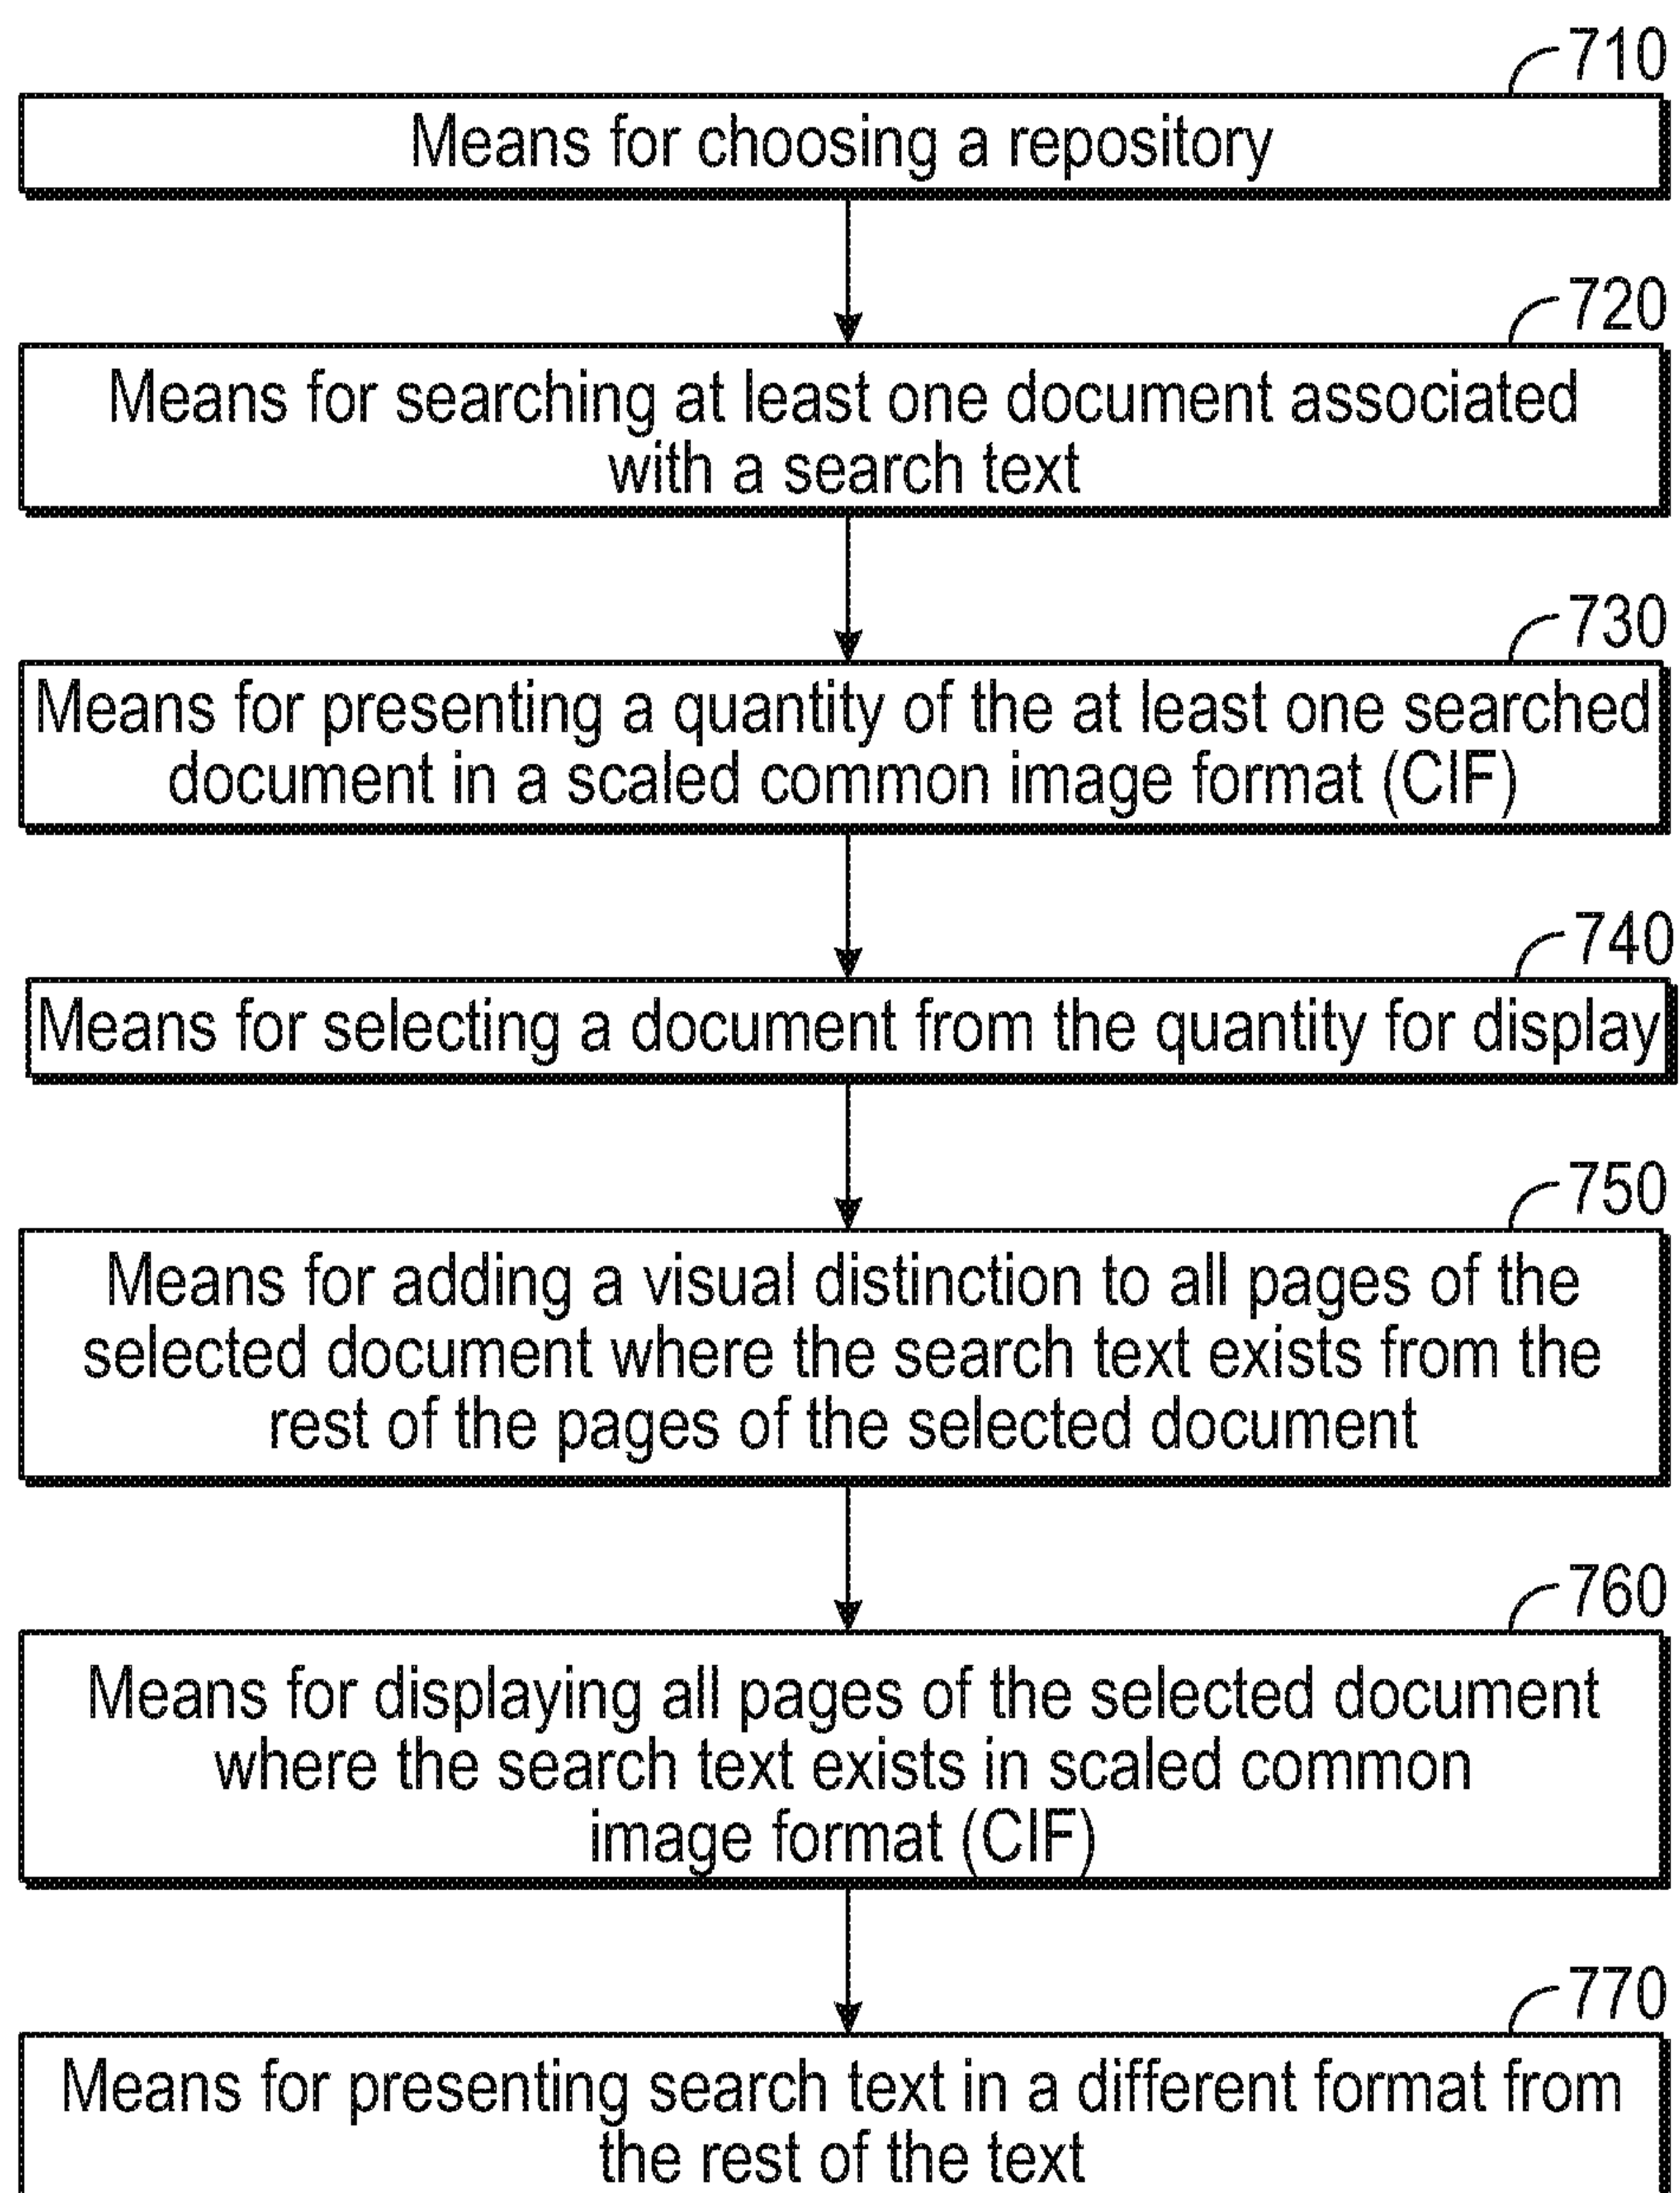 710
Means for choosing a repository
720
Means for searching at least one document associated
with a search text
730
Means for presenting a quantity of the at least one searched
document in a scaled common image format (CIF)
740
Means for selecting a document from the quantity for display
750
Means for adding a visual distinction to all pages of the
selected document where the search text exists from the
rest of the pages of the selected document
760
Means for displaying all pages of the selected document
where the search text exists in scaled common
image format (CIF)
770
Means for presenting search text in a different format from
the rest of the text